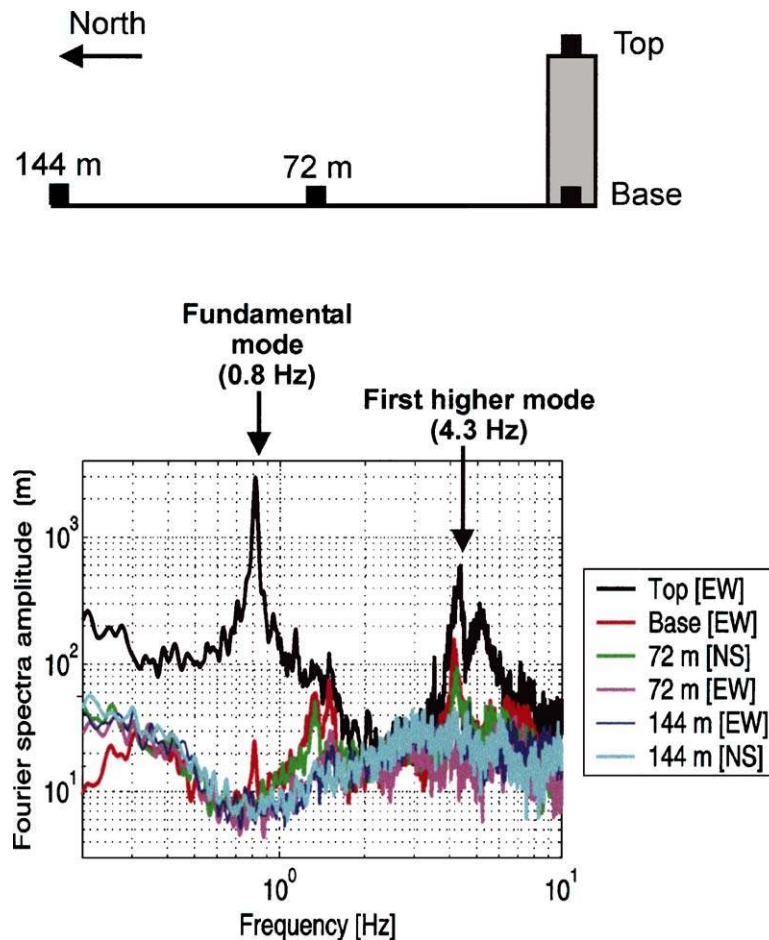 North
Top
144 m
72 m
Base
Fundamental
mode
(0.8 Hz)
First higher mode
(4.3 Hz)
Fourier spectra amplitude (m)
10³
10²
10¹
10⁰
10¹
Frequency [Hz]
Top [EW]
Base [EW]
72 m [NS]
72 m [EW]
144 m [EW]
144 m [NS]